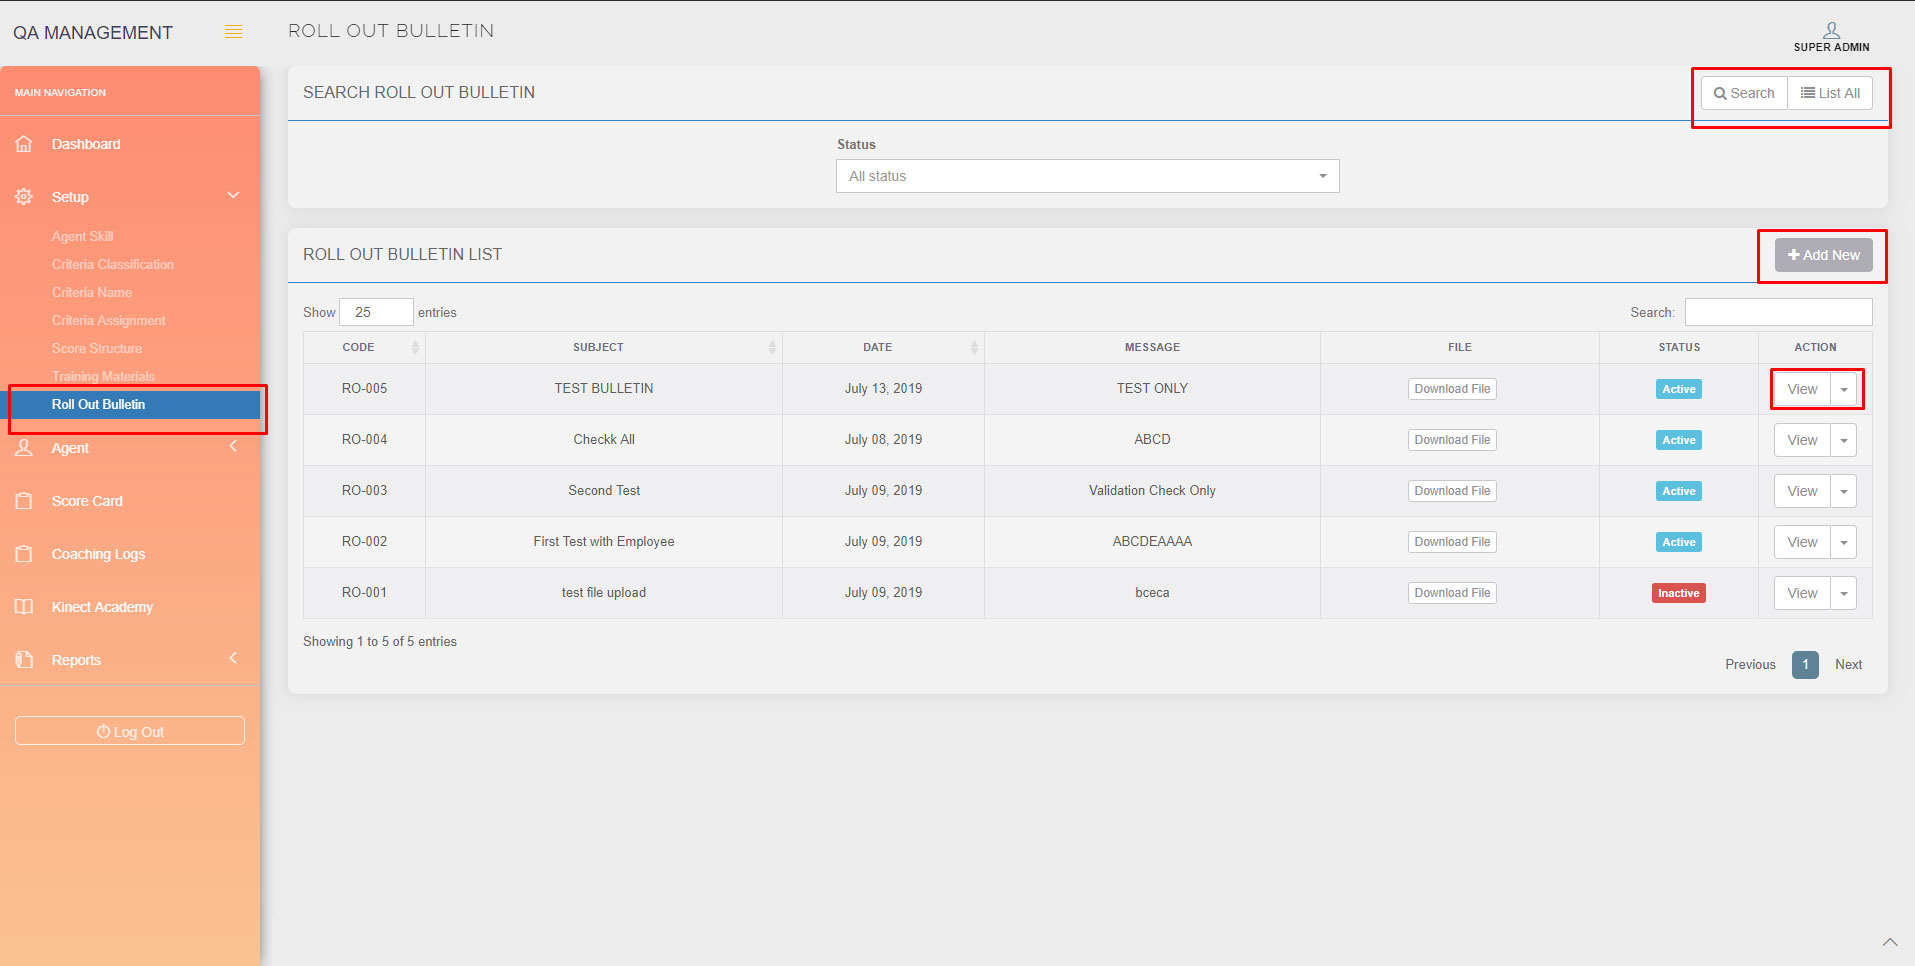 QA MANAGEMENT
ROLL OUT BULLETIN
SUPER ADMIN
MAIN NAVIGATION
Dashboard
Setup
Agent Skill
Criteria Classification
Criteria Name
Criteria Assignment
Score Structure
Training Materials
Roll Out Bulletin
Agent
Score Card
Coaching Logs
Kinect Academy
Reports
Log Out
SEARCH ROLL OUT BULLETIN
Search List All
Status
All status
ROLL OUT BULLETIN LIST
Add New
Show 25 entries
Search:
CODE SUBJECT DATE MESSAGE FILE STATUS ACTION
RO-005 TEST BULLETIN July 13, 2019 TEST ONLY Download File Active View
RO-004 Checkk All July 08, 2019 ABCD Download File Active View
RO-003 Second Test July 09, 2019 Validation Check Only Download File Active View
RO-002 First Test with Employee July 09, 2019 ABCDEAAAA Download File Active View
RO-001 test file upload July 09, 2019 bceca Download File Inactive View
Showing 1 to 5 of 5 entries
Previous 1 Next